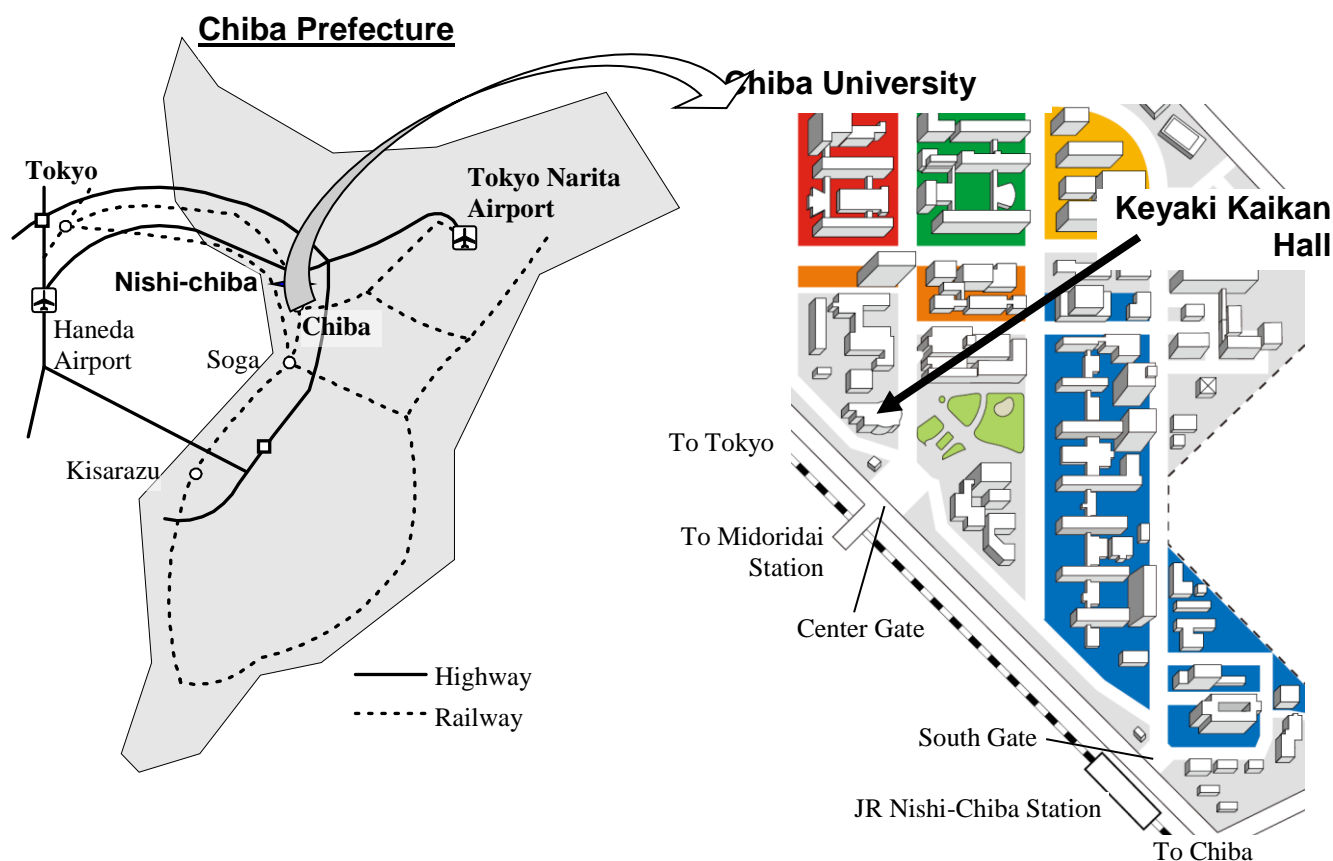 Chiba Prefecture
Tokyo
Tokyo Narita
Airport
Nishi-chiba
Haneda
Airport
Chiba
Soga
Kisarazu
Highway
Railway
Chiba University
Keyaki Kaikan
Hall
To Tokyo
To Midoridai
Station
Center Gate
South Gate
JR Nishi-Chiba Station
To Chiba